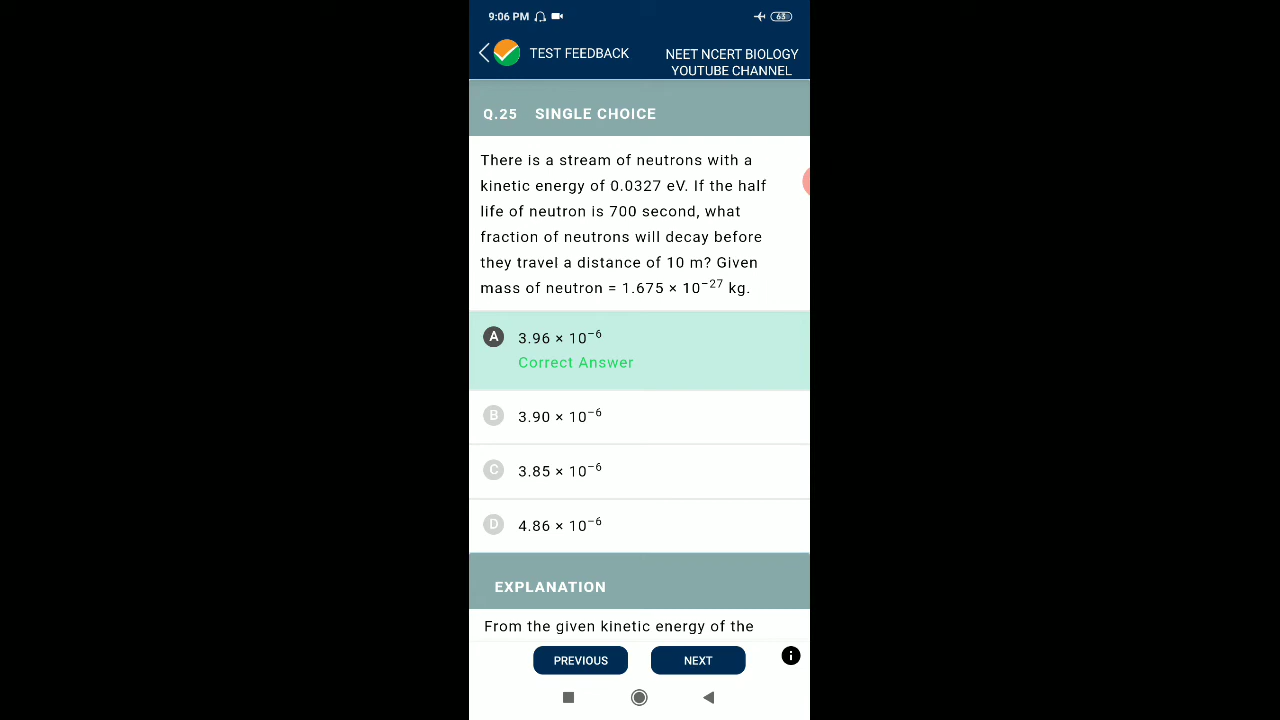 9:06 PM
63
TEST FEEDBACK
NEET NCERT BIOLOGY
YOUTUBE CHANNEL
Q.25 SINGLE CHOICE
There is a stream of neutrons with a
kinetic energy of 0.0327 eV. If the half
life of neutron is 700 second, what
fraction of neutrons will decay before
they travel a distance of 10 m? Given
mass of neutron = 1.675 × 10⁻²⁷ kg.
A 3.96 × 10⁻⁶
Correct Answer
B 3.90 × 10⁻⁶
C 3.85 × 10⁻⁶
D 4.86 × 10⁻⁶
EXPLANATION
From the given kinetic energy of the
PREVIOUS NEXT